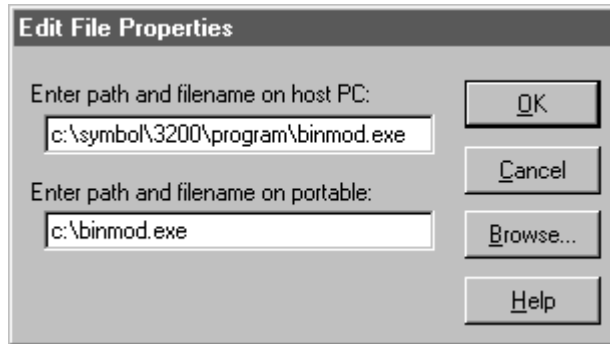 Edit File Properties
Enter path and filename on host PC:
c:\symbol\3200\program\binmod.exe
Enter path and filename on portable:
c:\binmod.exe
OK
Cancel
Browse...
Help